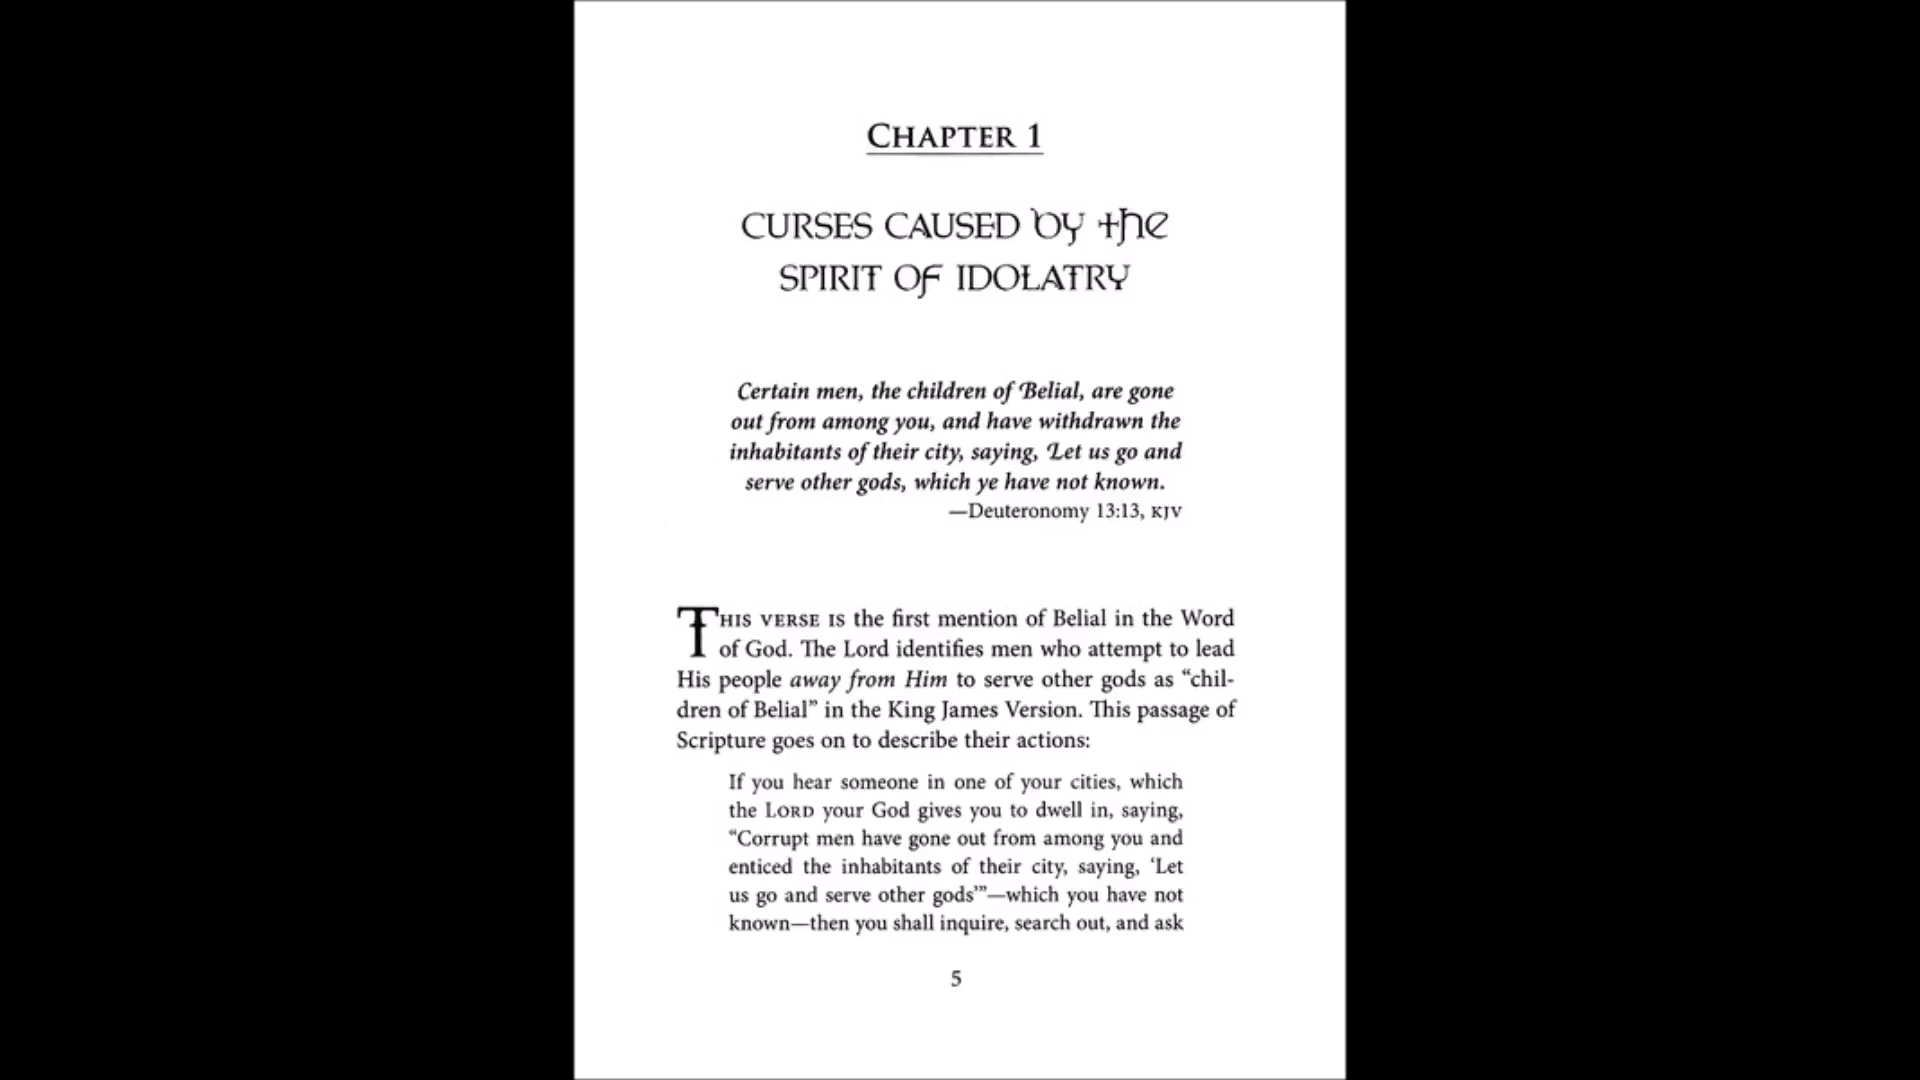 CHAPTER 1
CURSES CAUSED by the
SPIRIT OF IDOLATRY
Certain men, the children of Belial, are gone
out from among you, and have withdrawn the
inhabitants of their city, saying, Let us go and
serve other gods, which ye have not known.
—Deuteronomy 13:13, KJV
THIS VERSE IS the first mention of Belial in the Word
of God. The Lord identifies men who attempt to lead
His people away from Him to serve other gods as “chil-
dren of Belial” in the King James Version. This passage of
Scripture goes on to describe their actions:
If you hear someone in one of your cities, which
the LORD your God gives you to dwell in, saying,
“Corrupt men have gone out from among you and
enticed the inhabitants of their city, saying, ‘Let
us go and serve other gods’”—which you have not
known—then you shall inquire, search out, and ask
5